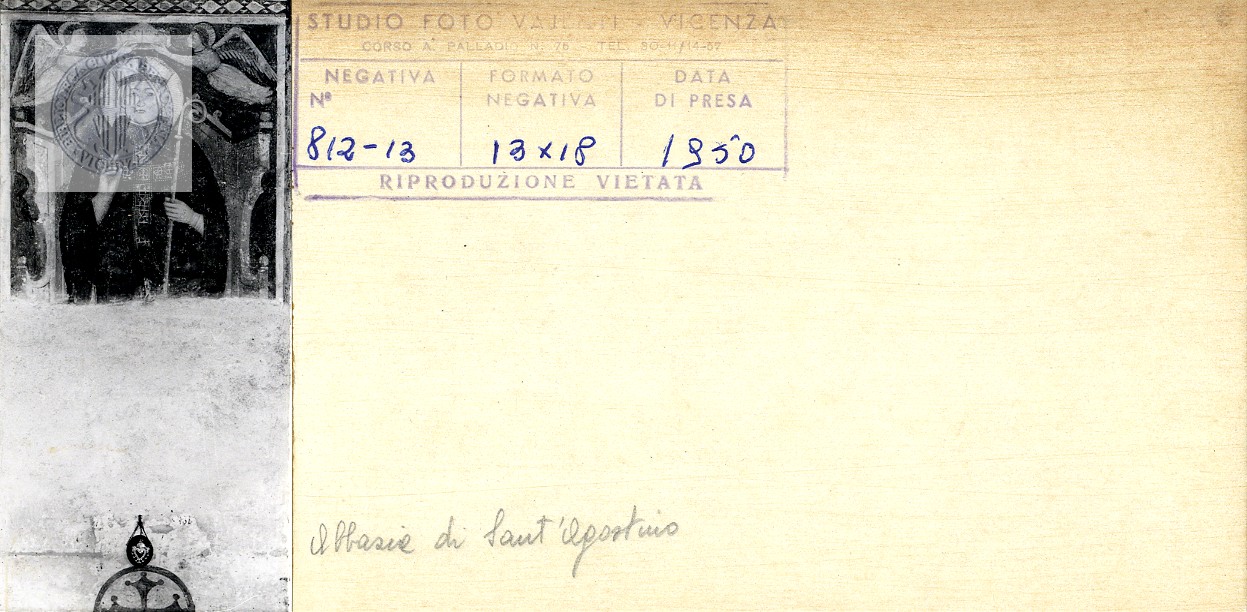 STUDIO FOTO VAJENTI - VICENZA
CORSO A. PALLADIO N. 76 - TEL.
NEGATIVA
N°
812-13
FORMATO
NEGATIVA
13x18
DATA
DI PRESA
1950
RIPRODUZIONE VIETATA
Abbazia di Sant'Agostino